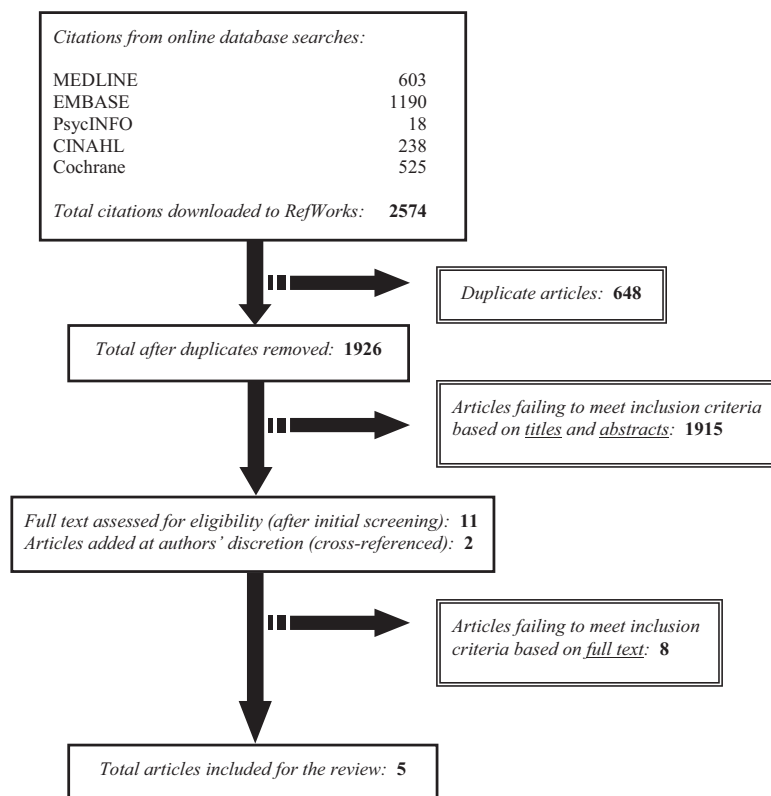 Citations from online database searches:
MEDLINE 603
EMBASE 1190
PsycINFO 18
CINAHL 238
Cochrane 525
Total citations downloaded to RefWorks: 2574
Duplicate articles: 648
Total after duplicates removed: 1926
Articles failing to meet inclusion criteria
based on titles and abstracts: 1915
Full text assessed for eligibility (after initial screening): 11
Articles added at authors' discretion (cross-referenced): 2
Articles failing to meet inclusion
criteria based on full text: 8
Total articles included for the review: 5